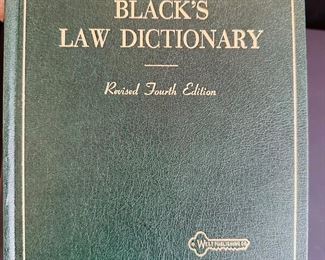 BLACK'S
LAW DICTIONARY
Revised Fourth Edition
WEST PUBLISHING CO